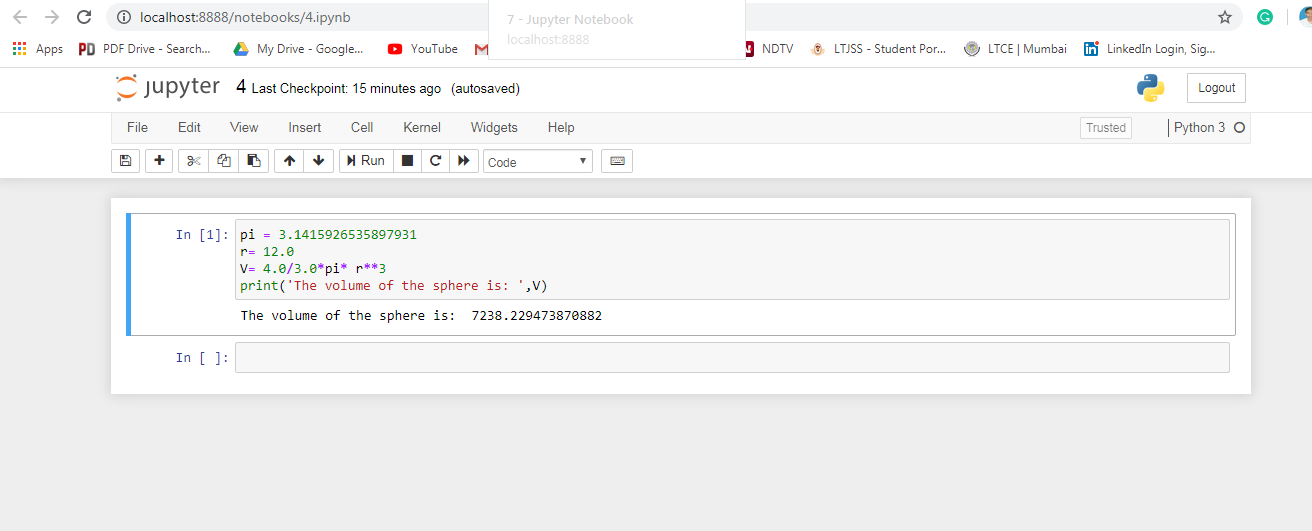 localhost:8888/notebooks/4.ipynb
7 - Jupyter Notebook
localhost:8888
Apps PDF Drive - Search... My Drive - Google... YouTube NDTV LTJSS - Student Por... LTCE | Mumbai LinkedIn Login, Sig...
jupyter 4 Last Checkpoint: 15 minutes ago (autosaved) Logout
File Edit View Insert Cell Kernel Widgets Help Trusted Python 3
Run Code
In [1]: pi = 3.1415926535897931
r= 12.0
V= 4.0/3.0*pi* r**3
print('The volume of the sphere is: ',V)
The volume of the sphere is:  7238.229473870882
In [ ]: